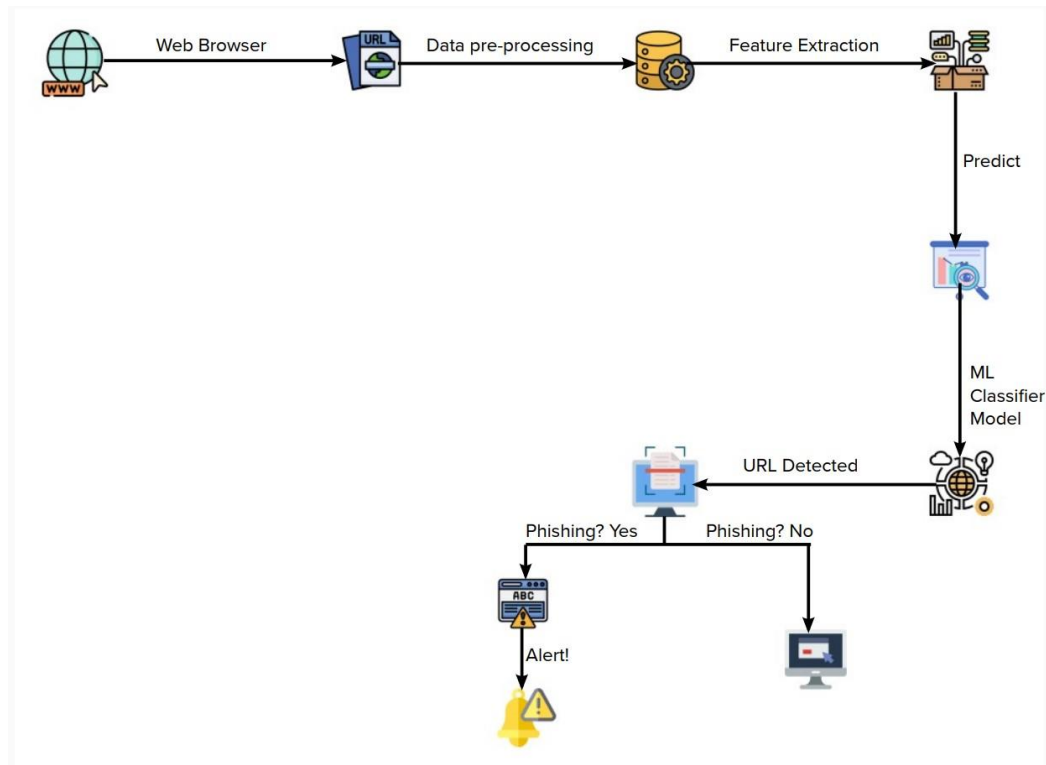 Web Browser
Data pre-processing
Feature Extraction
WWW
URL
Predict
ML
Classifier
Model
URL Detected
Phishing? Yes
Phishing? No
ABC
Alert!